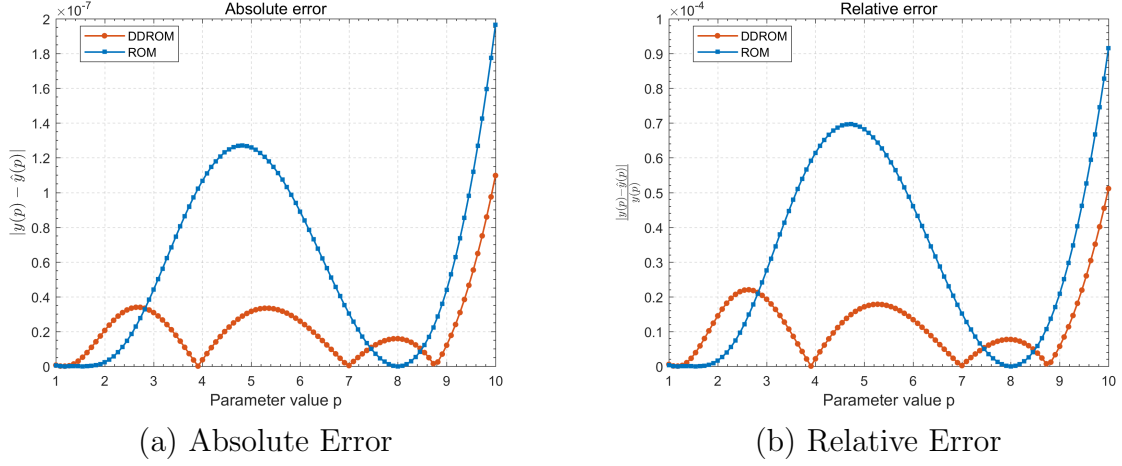 Absolute error
×10⁻⁷
DDROM
ROM
2
1.8
1.6
1.4
1.2
1
0.8
0.6
0.4
0.2
0
|y(p) − ŷ(p)|
1 2 3 4 5 6 7 8 9 10
Parameter value p
(a) Absolute Error
Relative error
×10⁻⁴
DDROM
ROM
1
0.9
0.8
0.7
0.6
0.5
0.4
0.3
0.2
0.1
0
|y(p)−ŷ(p)|
y(p)
1 2 3 4 5 6 7 8 9 10
Parameter value p
(b) Relative Error